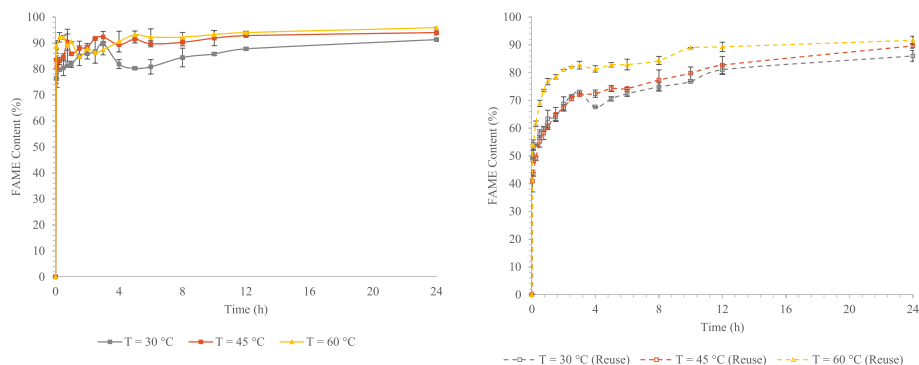 100
90
80
70
60
50
40
30
20
10
0
FAME Content (%)
0 4 8 12 16 20 24
Time (h)
T = 30 °C T = 45 °C T = 60 °C
100
90
80
70
60
50
40
30
20
10
0
FAME Content (%)
0 4 8 12 16 20 24
Time (h)
T = 30 °C (Reuse) T = 45 °C (Reuse) T = 60 °C (Reuse)